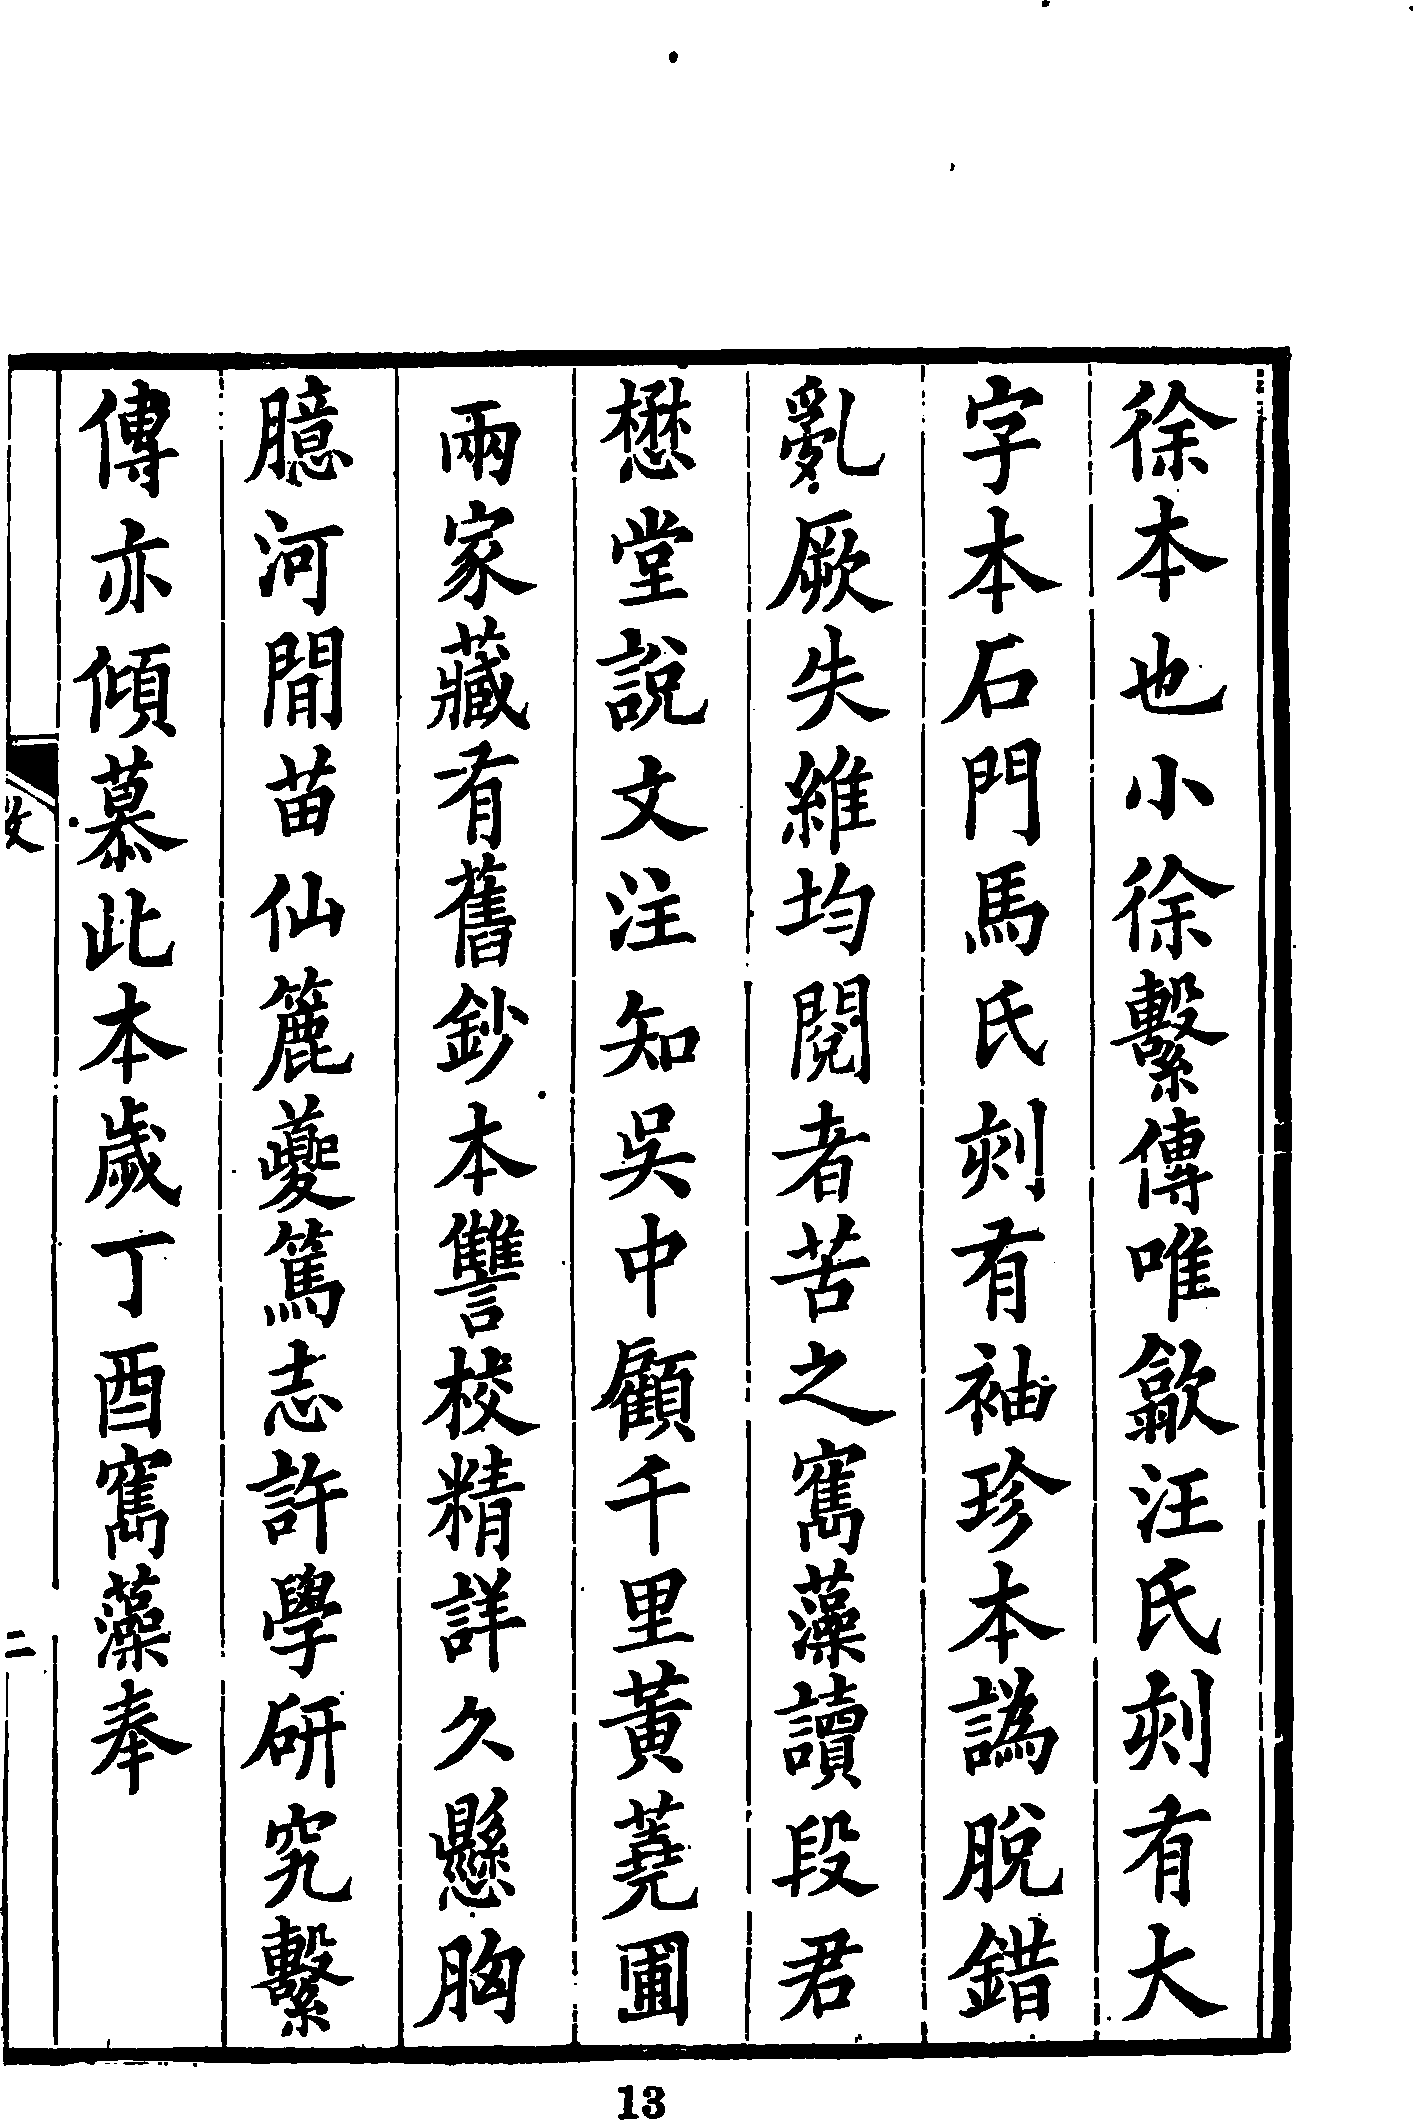 徐本也小徐繫傳唯歙汪氏刻有大
字本石門馬氏刻有袖珍本譌脫錯
亂厥失維均閱者苦之寯藻讀段君
懋堂說文注知吳中顧千里黃蕘圃
兩家藏有舊鈔本讐校精詳久懸胸
臆河間苗仙簏夔篤志許學研究繫
傳亦傾慕此本歲丁酉寯藻奉
二
13